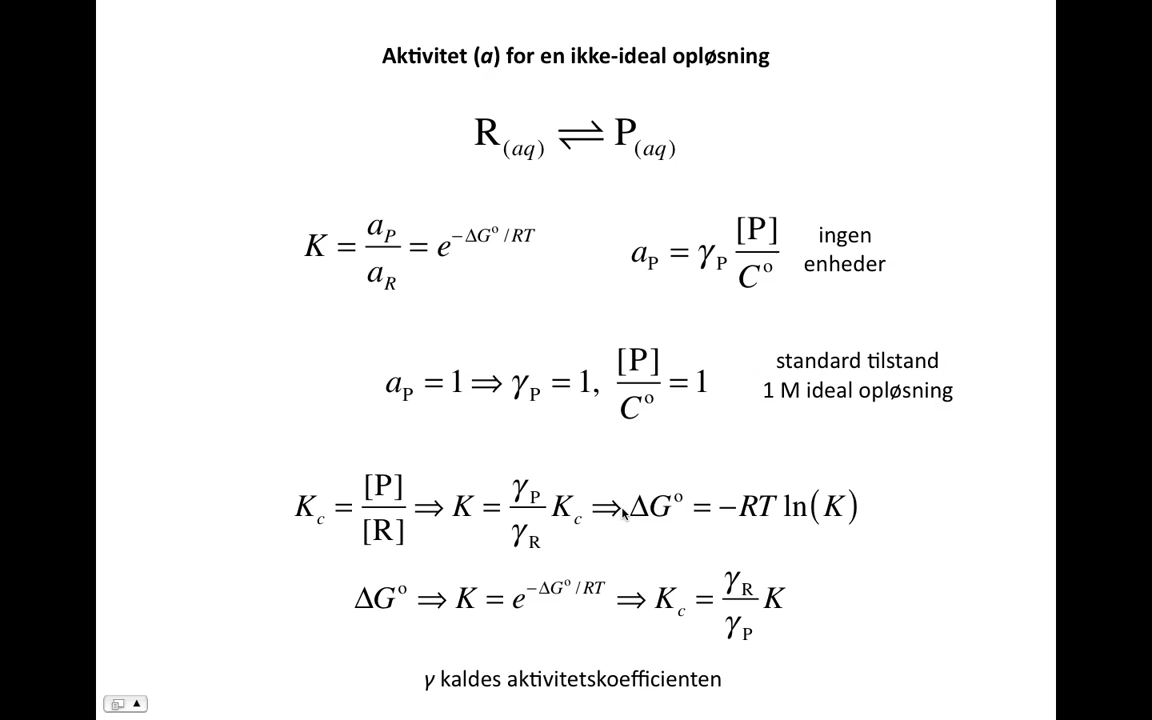 Aktivitet (a) for en ikke-ideal opløsning
R(aq) ⇌ P(aq)
K = aP/aR = e^(−ΔG°/RT)
aP = γP [P]/C° ingen enheder
aP = 1 ⇒ γP = 1, [P]/C° = 1
standard tilstand
1 M ideal opløsning
Kc = [P]/[R] ⇒ K = γP/γR Kc ⇒ ΔG° = −RT ln(K)
ΔG° ⇒ K = e^(−ΔG°/RT) ⇒ Kc = γR/γP K
γ kaldes aktivitetskoefficienten